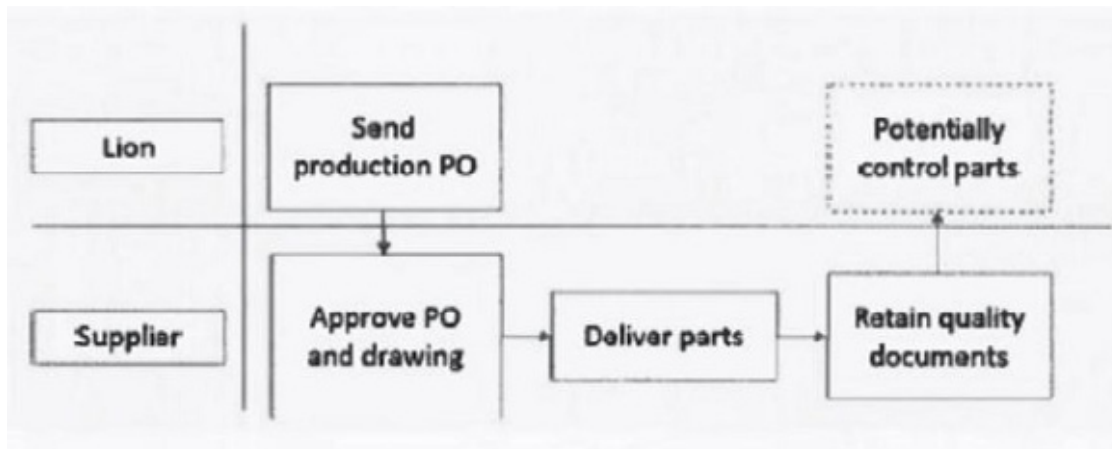 Lion
Send
production PO
Potentially
control parts
Supplier
Approve PO
and drawing
Deliver parts
Retain quality
documents